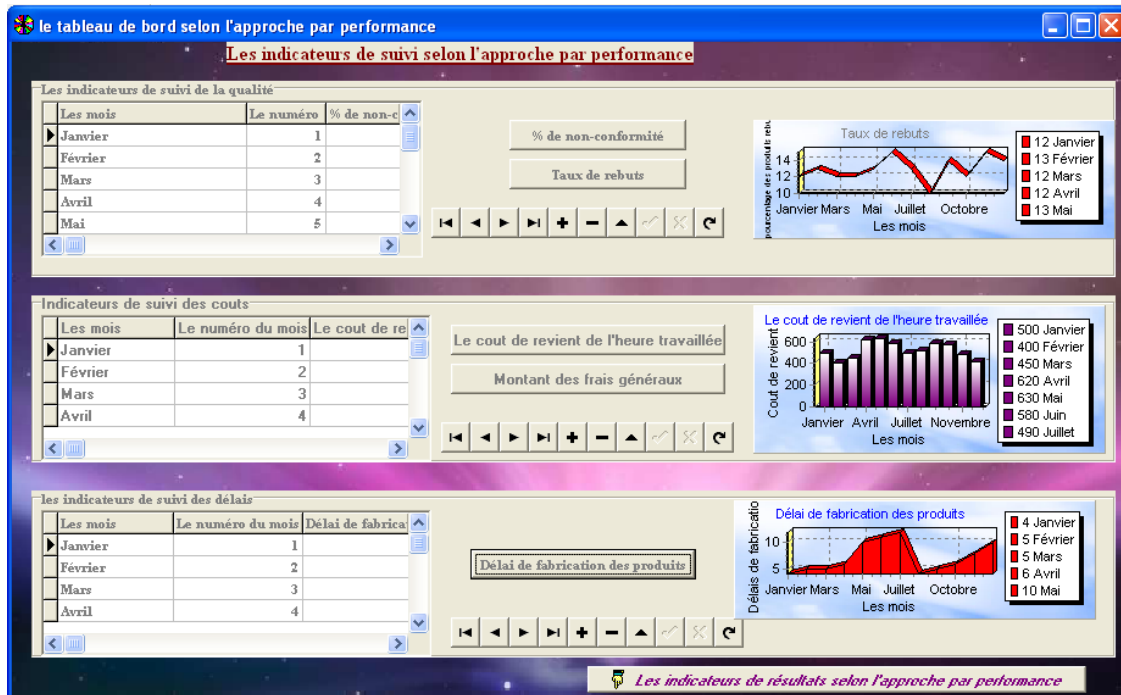 le tableau de bord selon l'approche par performance
Les indicateurs de suivi selon l'approche par performance
Les indicateurs de suivi de la qualité
Les mois Le numéro % de non-c
Janvier 1
Février 2
Mars 3
Avril 4
Mai 5
% de non-conformité
Taux de rebuts
Taux de rebuts
pourcentage des produits rebu
14
12
10
Janvier Mars Mai Juillet Octobre
Les mois
12 Janvier
13 Février
12 Mars
12 Avril
13 Mai
Indicateurs de suivi des couts
Les mois Le numéro du mois Le cout de re
Janvier 1
Février 2
Mars 3
Avril 4
Le cout de revient de l'heure travaillée
Montant des frais généraux
Le cout de revient de l'heure travaillée
Cout de revient
600
400
200
0
Janvier Avril Juillet Novembre
Les mois
500 Janvier
400 Février
450 Mars
620 Avril
630 Mai
580 Juin
490 Juillet
les indicateurs de suivi des délais
Les mois Le numéro du mois Délai de fabrica
Janvier 1
Février 2
Mars 3
Avril 4
Délai de fabrication des produits
Délai de fabrication des produits
Délais de fabricatio
10
5
Janvier Mars Mai Juillet Octobre
Les mois
4 Janvier
5 Février
5 Mars
6 Avril
10 Mai
Les indicateurs de résultats selon l'approche par performance